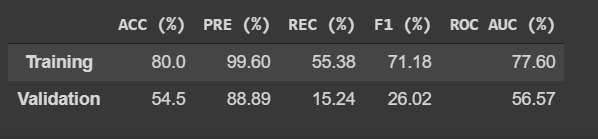 ACC (%) PRE (%) REC (%) F1 (%) ROC AUC (%)
Training 80.0 99.60 55.38 71.18 77.60
Validation 54.5 88.89 15.24 26.02 56.57